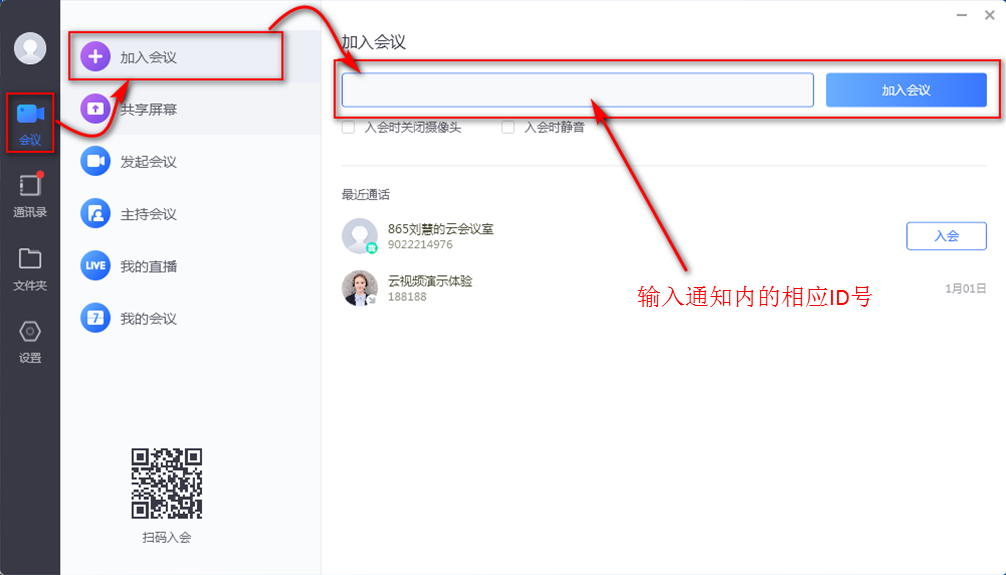 会议
通讯录
文件夹
设置
加入会议
共享屏幕
发起会议
主持会议
LIVE
我的直播
7
我的会议
扫码入会
加入会议
加入会议
入会时关闭摄像头
入会时静音
最近通话
865刘慧的云会议室
9022214976
入会
云视频演示体验
188188
1月01日
输入通知内的相应ID号